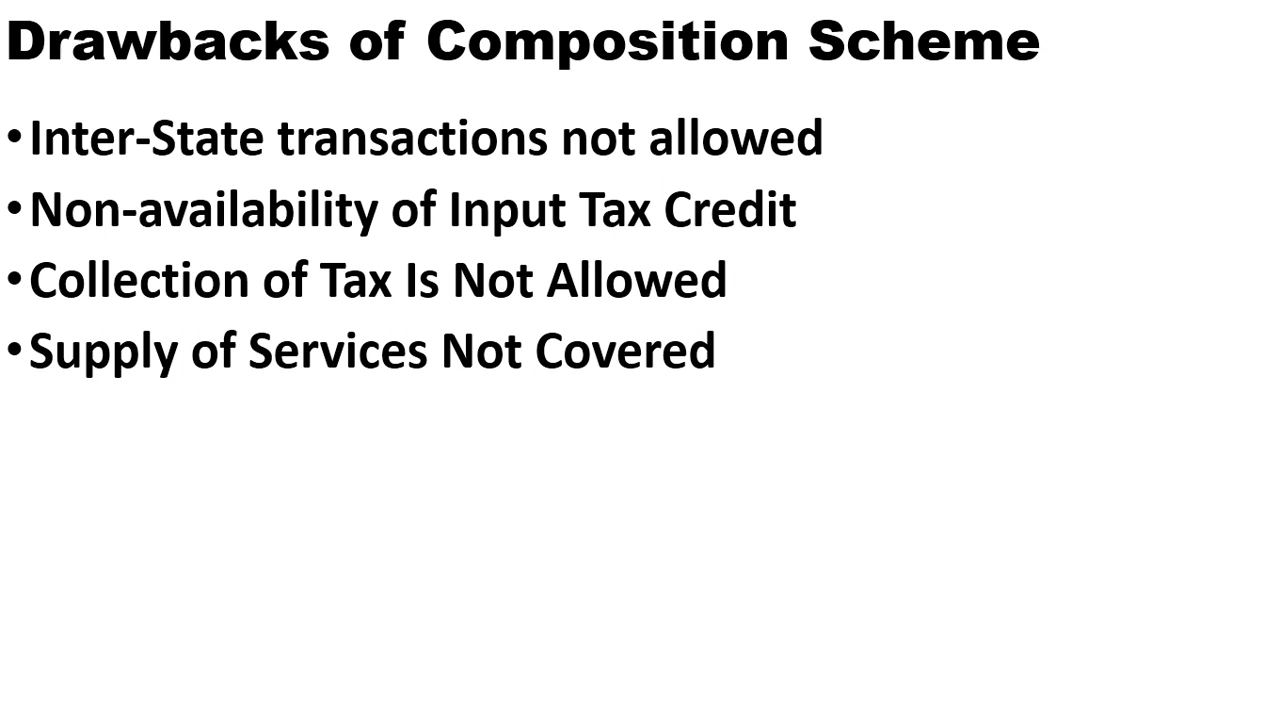 Drawbacks of Composition Scheme
• Inter-State transactions not allowed
• Non-availability of Input Tax Credit
• Collection of Tax Is Not Allowed
• Supply of Services Not Covered